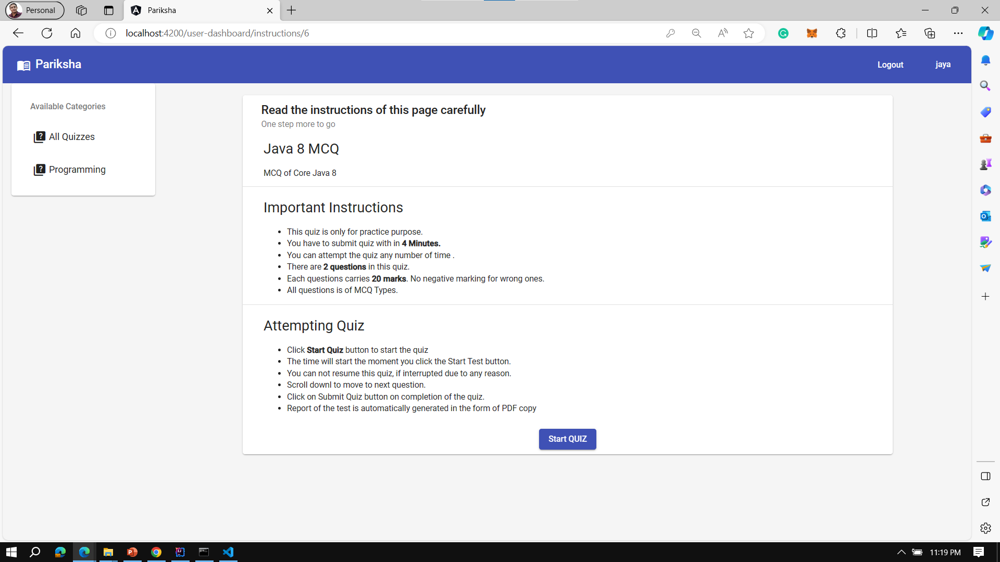 Personal
Pariksha
localhost:4200/user-dashboard/instructions/6
Pariksha
Logout
jaya
Available Categories
All Quizzes
Programming
Read the instructions of this page carefully
One step more to go
Java 8 MCQ
MCQ of Core Java 8
Important Instructions
This quiz is only for practice purpose.
You have to submit quiz with in 4 Minutes.
You can attempt the quiz any number of time .
There are 2 questions in this quiz.
Each questions carries 20 marks. No negative marking for wrong ones.
All questions is of MCQ Types.
Attempting Quiz
Click Start Quiz button to start the quiz
The time will start the moment you click the Start Test button.
You can not resume this quiz, if interrupted due to any reason.
Scroll downl to move to next question.
Click on Submit Quiz button on completion of the quiz.
Report of the test is automatically generated in the form of PDF copy
Start QUIZ
11:19 PM